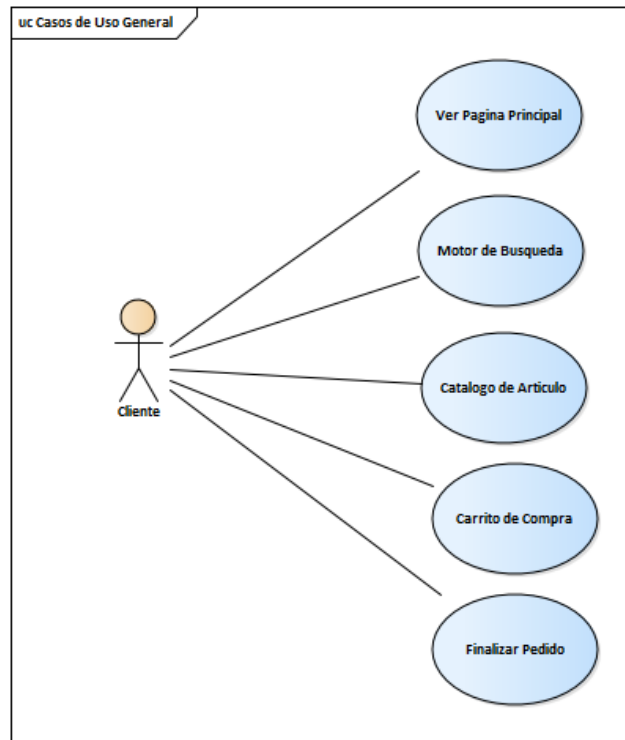 uc Casos de Uso General
Ver Pagina Principal
Motor de Busqueda
Catalogo de Articulo
Cliente
Carrito de Compra
Finalizar Pedido